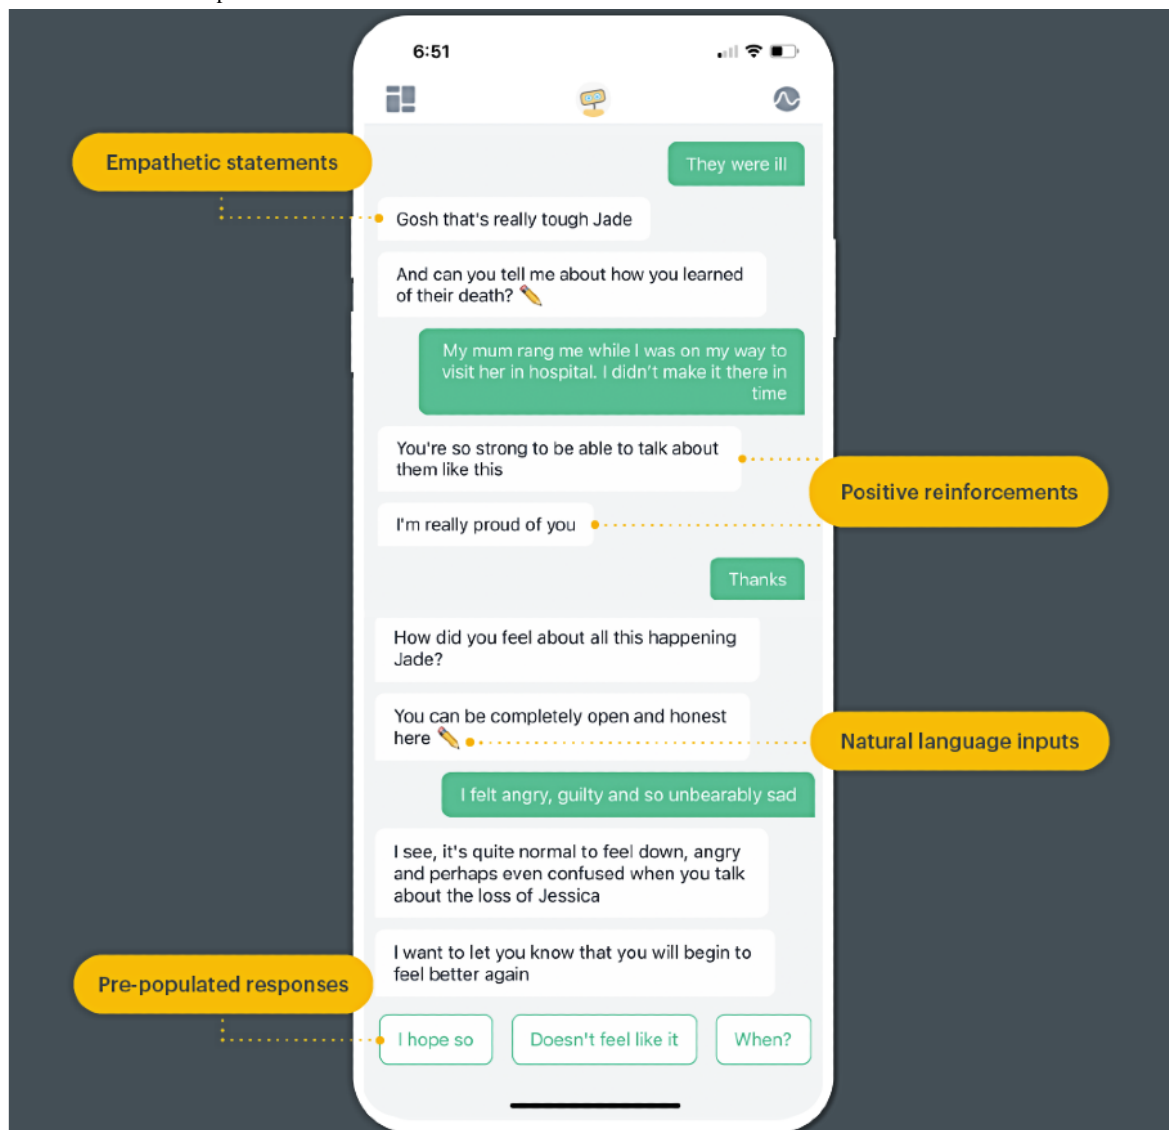 6:51
Empathetic statements
They were ill
Gosh that's really tough Jade
And can you tell me about how you learned
of their death? ✏️
My mum rang me while I was on my way to
visit her in hospital. I didn't make it there in
time
You're so strong to be able to talk about
them like this
Positive reinforcements
I'm really proud of you
Thanks
How did you feel about all this happening
Jade?
You can be completely open and honest
here ✏️
Natural language inputs
I felt angry, guilty and so unbearably sad
I see, it's quite normal to feel down, angry
and perhaps even confused when you talk
about the loss of Jessica
I want to let you know that you will begin to
feel better again
Pre-populated responses
I hope so
Doesn't feel like it
When?